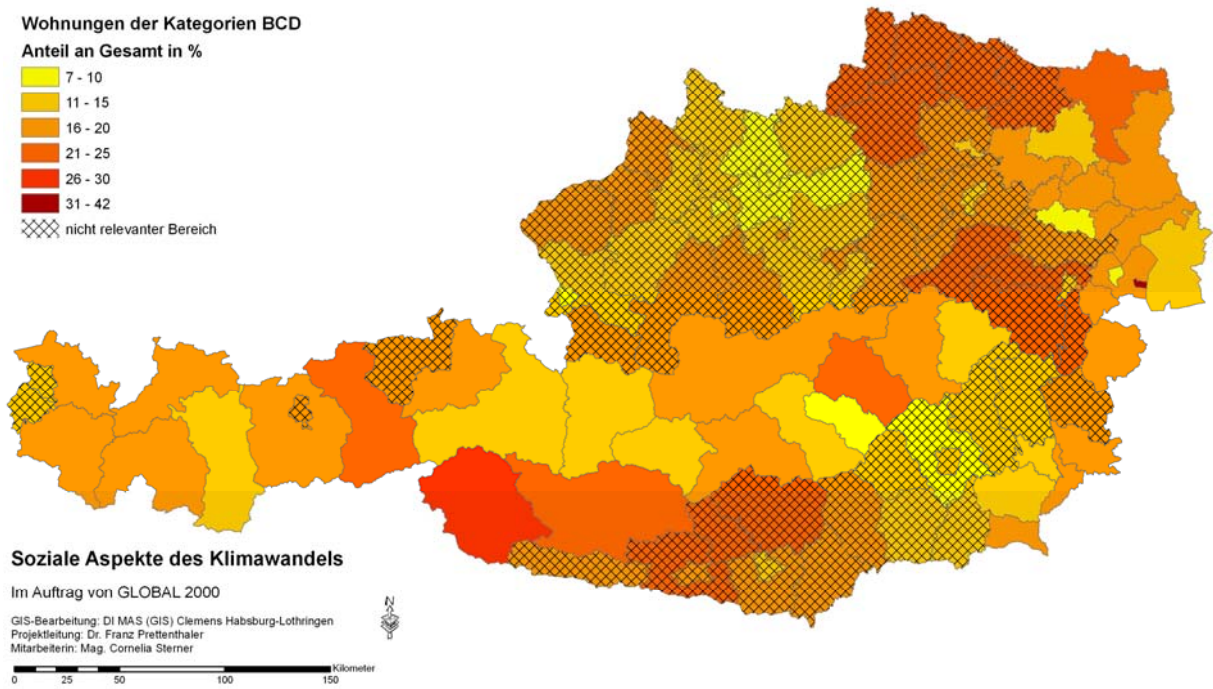 Wohnungen der Kategorien BCD
Anteil an Gesamt in %
7 - 10
11 - 15
16 - 20
21 - 25
26 - 30
31 - 42
nicht relevanter Bereich
Soziale Aspekte des Klimawandels
Im Auftrag von GLOBAL 2000
GIS-Bearbeitung: DI MAS (GIS) Clemens Habsburg-Lothringen
Projektleitung: Dr. Franz Prettenthaler
Mitarbeiterin: Mag. Cornelia Sterner
N
Kilometer
0 25 50 100 150